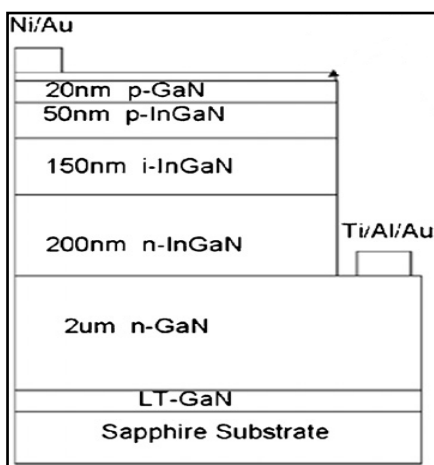 Ni/Au
20nm p-GaN
50nm p-InGaN
150nm i-InGaN
Ti/Al/Au
200nm n-InGaN
2um n-GaN
LT-GaN
Sapphire Substrate